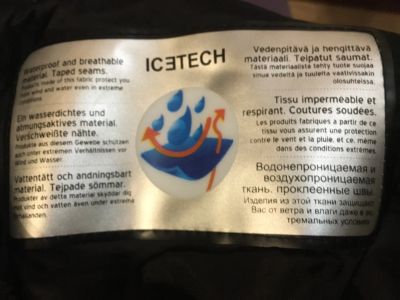 ICETECH
Waterproof and breathable
material. Taped seams.
Products made of this fabric protect you
from wind and water even in extreme
conditions.
Ein wasserdichtes und
atmungsaktives material.
Verschweißte nähte.
Produkte aus diesem Gewebe schützen
auch unter extremen Verhältnissen vor
Wind und Wasser.
Vattentätt och andningsbart
material. Tejpade sömmar.
Produkter av detta material skyddar dig
mot vind och vatten även under extrema
förhållanden.
Vedenpitävä ja hengittävä
materiaali. Teipatut saumat.
Tästä materiaalista tehty tuote suojaa
sinua vedeltä ja tuulelta vaativissakin
olosuhteissa.
Tissu imperméable et
respirant. Coutures soudées.
Les produits fabriqués à partir de ce
tissu vous assurent une protection
contre le vent et la pluie, et ce, même
dans des conditions extrêmes.
Водонепроницаемая и
воздухопроницаемая
ткань, проклеенные швы.
Изделия из этой ткани защищают
Вас от ветра и влаги даже в экс
тремальных условиях